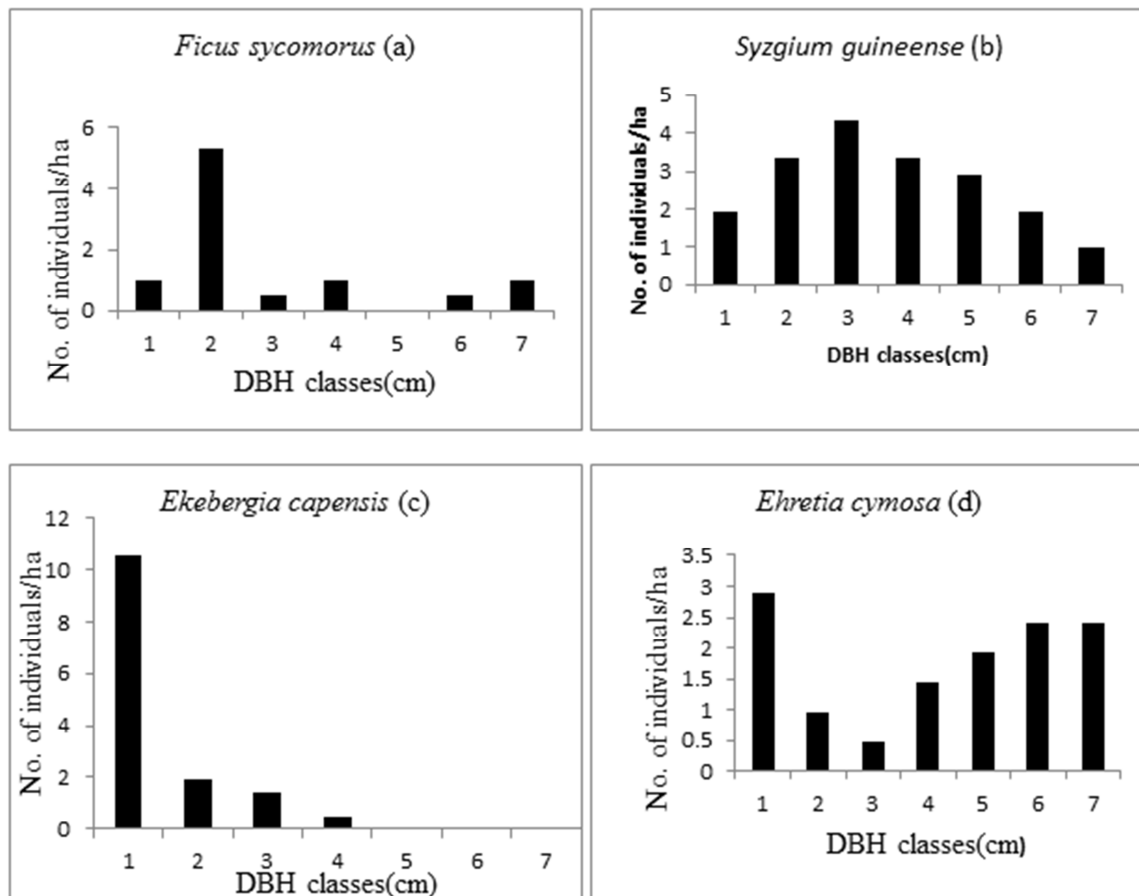 Ficus sycomorus (a)
No. of individuals/ha
6
4
2
0
1 2 3 4 5 6 7
DBH classes(cm)
Syzgium guineense (b)
No. of individuals/ha
5
4
3
2
1
0
1 2 3 4 5 6 7
DBH classes(cm)
Ekebergia capensis (c)
No. of individuals/ha
12
10
8
6
4
2
0
1 2 3 4 5 6 7
DBH classes(cm)
Ehretia cymosa (d)
No. of individuals/ha
3.5
3
2.5
2
1.5
1
0.5
0
1 2 3 4 5 6 7
DBH classes(cm)